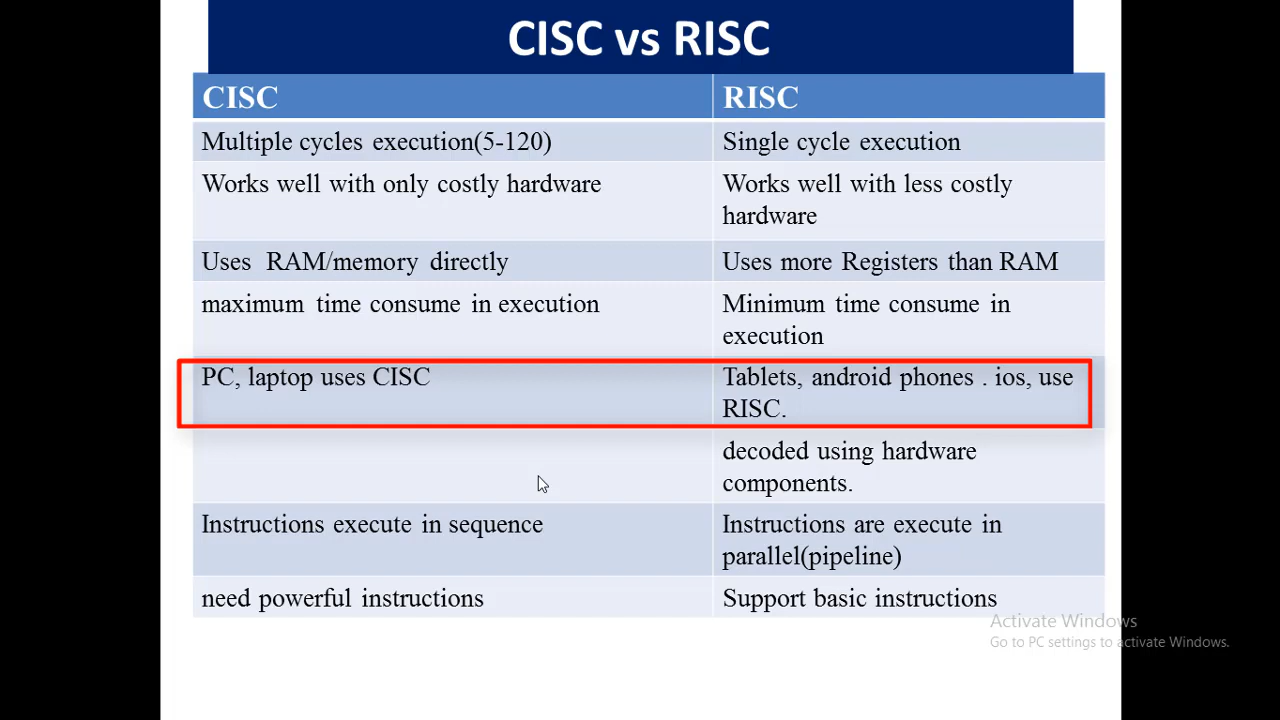 CISC vs RISC
CISC
RISC
Multiple cycles execution(5-120)
Single cycle execution
Works well with only costly hardware
Works well with less costly
hardware
Uses RAM/memory directly
Uses more Registers than RAM
maximum time consume in execution
Minimum time consume in
execution
PC, laptop uses CISC
Tablets, android phones . ios, use
RISC.
decoded using hardware
components.
Instructions execute in sequence
Instructions are execute in
parallel(pipeline)
need powerful instructions
Support basic instructions
Activate Windows
Go to PC settings to activate Windows.